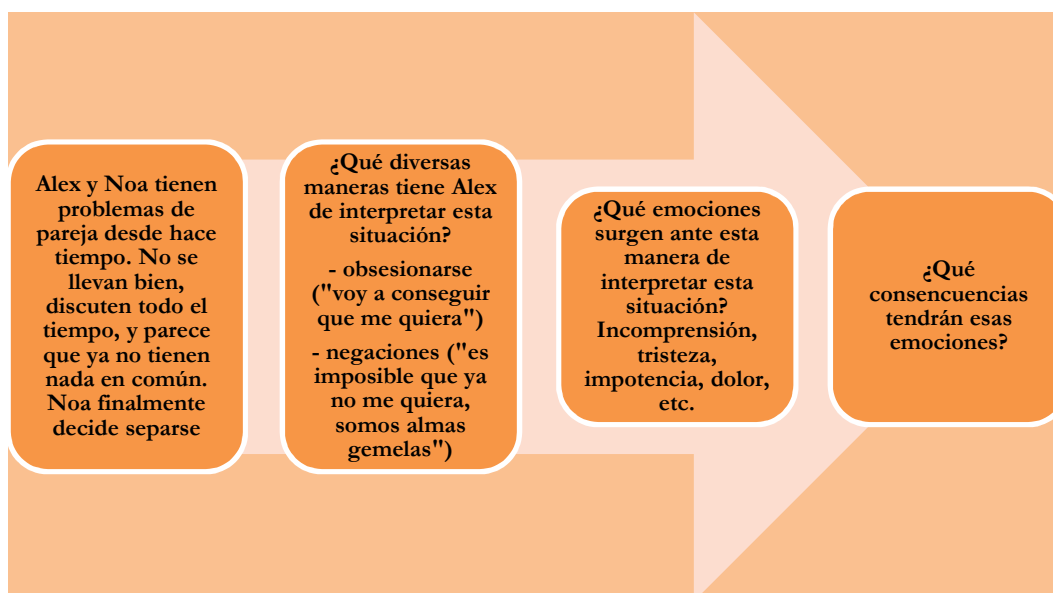 Alex y Noa tienen
problemas de
pareja desde hace
tiempo. No se
llevan bien,
discuten todo el
tiempo, y parece
que ya no tienen
nada en común.
Noa finalmente
decide separse
¿Qué diversas
maneras tiene Alex
de interpretar esta
situación?
- obsesionarse
("voy a conseguir
que me quiera")
- negaciones ("es
imposible que ya
no me quiera,
somos almas
gemelas")
¿Qué emociones
surgen ante esta
manera de
interpretar esta
situación?
Incomprensión,
tristeza,
impotencia, dolor,
etc.
¿Qué
consencuencias
tendrán esas
emociones?